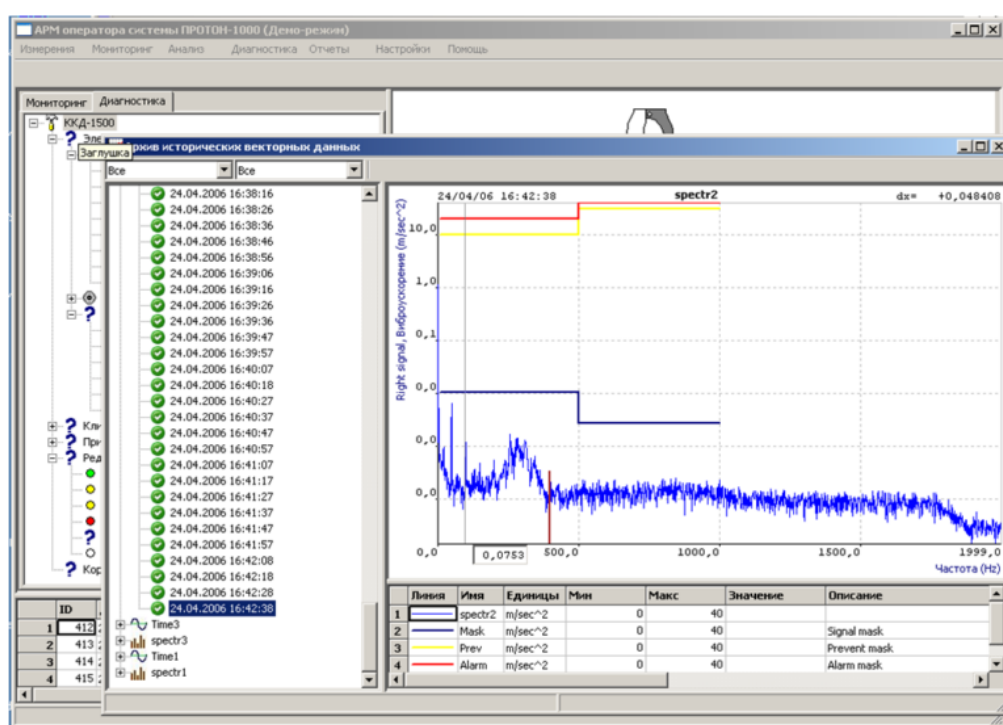 АРМ оператора системы ПРОТОН-1000 (Дено-режин)
Измерения Мониторинг Анализ Диагностика Отчеты Настройки Помощь
Мониторинг Диагностика
ККД-1500
Эле
Заглушка
рхив исторических векторных данных
Все Все
24.04.2006 16:38:16
24.04.2006 16:38:26
24.04.2006 16:38:36
24.04.2006 16:38:46
24.04.2006 16:38:56
24.04.2006 16:39:06
24.04.2006 16:39:16
24.04.2006 16:39:26
24.04.2006 16:39:36
24.04.2006 16:39:47
24.04.2006 16:39:57
24.04.2006 16:40:07
24.04.2006 16:40:18
24.04.2006 16:40:27
24.04.2006 16:40:37
24.04.2006 16:40:47
24.04.2006 16:40:57
24.04.2006 16:41:07
24.04.2006 16:41:17
24.04.2006 16:41:27
24.04.2006 16:41:37
24.04.2006 16:41:47
24.04.2006 16:41:57
24.04.2006 16:42:08
24.04.2006 16:42:18
24.04.2006 16:42:28
24.04.2006 16:42:38
Time3
spectr3
Time1
spectr1
Кли
При
Ред
Кор
ID
1 412
2 413
3 414
4 415
24/04/06 16:42:38 spectr2 dx= +0,048408
Right signal, Виброускорение (m/sec^2)
10,0
1,0
0,1
0,0
0,0
0,0
0,0 0,0753 500,0 1000,0 1500,0 1999,0
Частота (Hz)
Линия Имя Единицы Мин Макс Значение Описание
1 spectr2 m/sec^2 0 40
2 Mask m/sec^2 0 40 Signal mask
3 Prev m/sec^2 0 40 Prevent mask
4 Alarm m/sec^2 0 40 Alarm mask